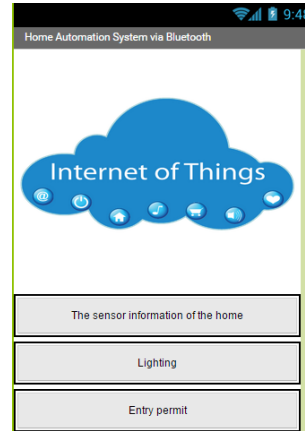 9:48
Home Automation System via Bluetooth
Internet of Things
@
The sensor information of the home
Lighting
Entry permit